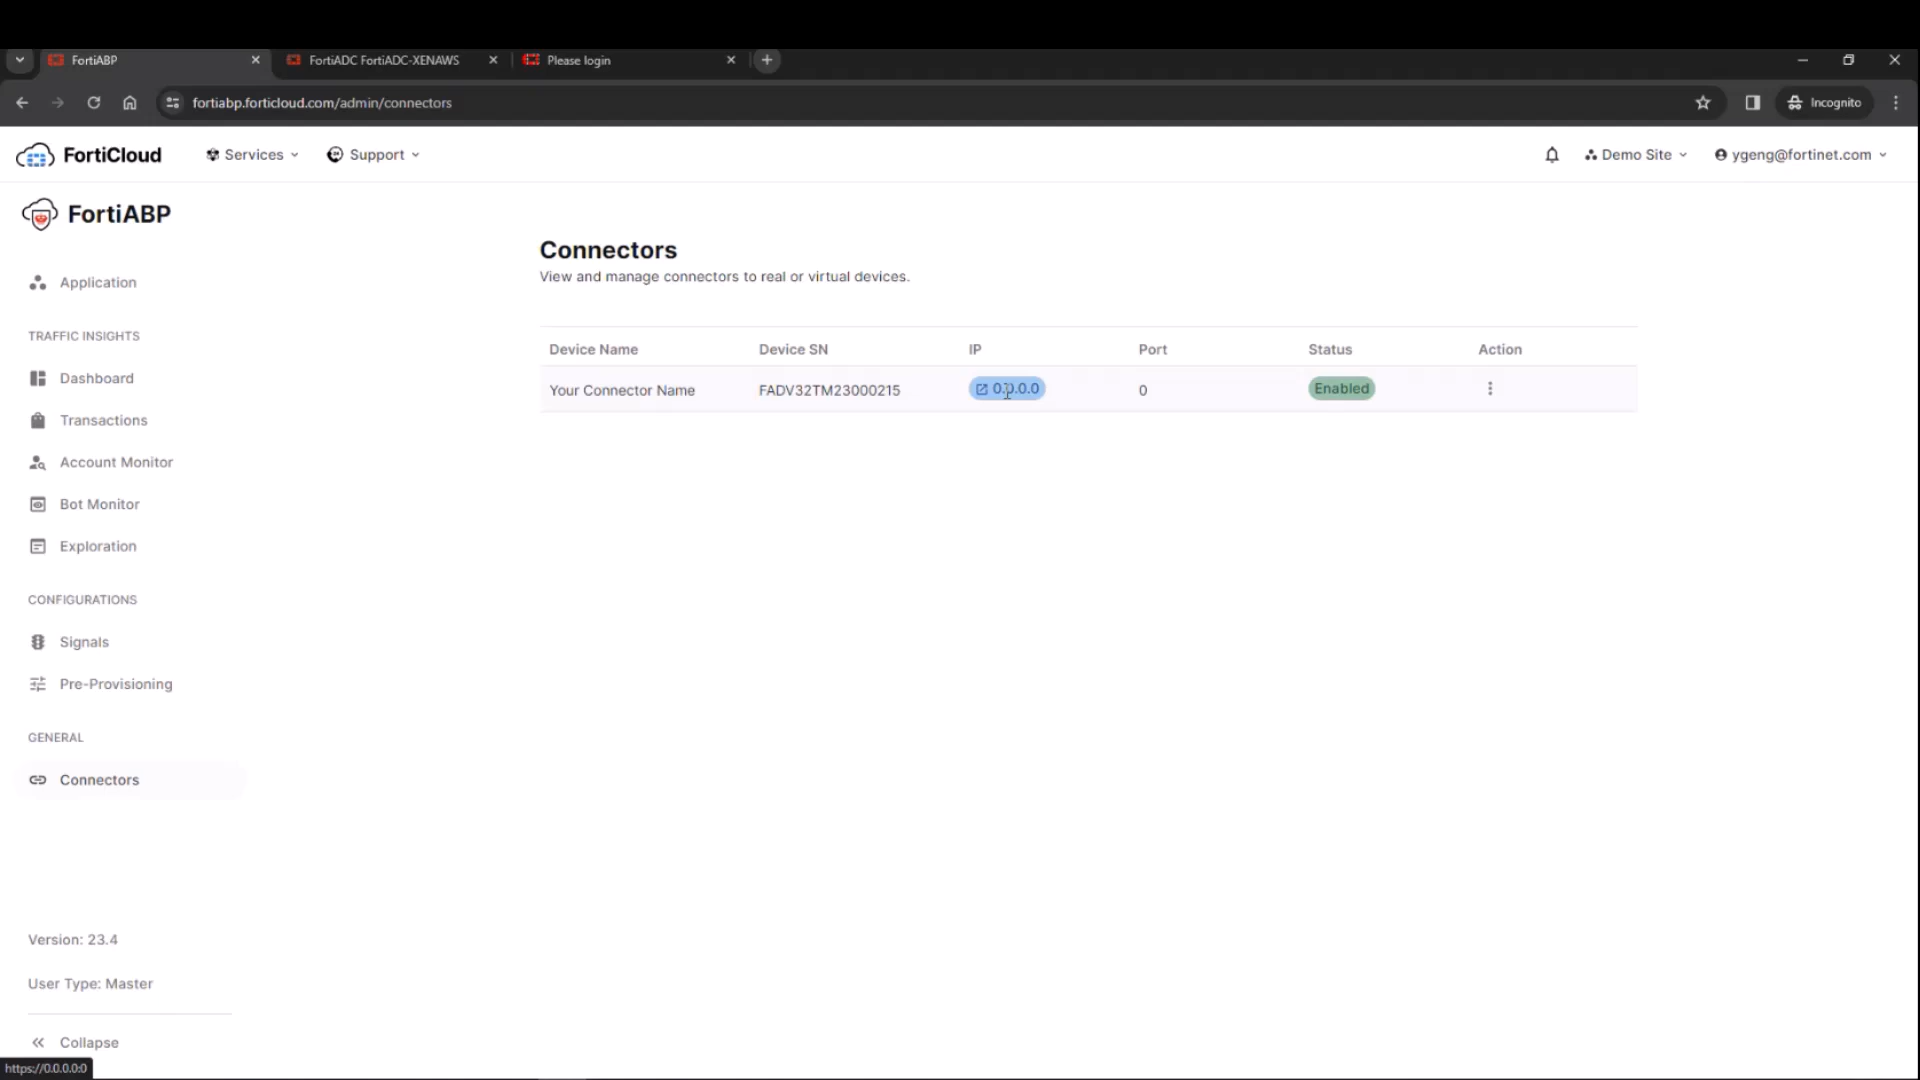 FortiABP
FortiADC FortiADC-XENAWS
Please login
fortiabp.forticloud.com/admin/connectors
Incognito
FortiCloud
Services
Support
Demo Site
ygeng@fortinet.com
FortiABP
Application
TRAFFIC INSIGHTS
Dashboard
Transactions
Account Monitor
Bot Monitor
Exploration
CONFIGURATIONS
Signals
Pre-Provisioning
GENERAL
Connectors
Version: 23.4
User Type: Master
Collapse
https://0.0.0.0:0
Connectors
View and manage connectors to real or virtual devices.
Device Name Device SN IP Port Status Action
Your Connector Name FADV32TM23000215 0.0.0.0 0 Enabled